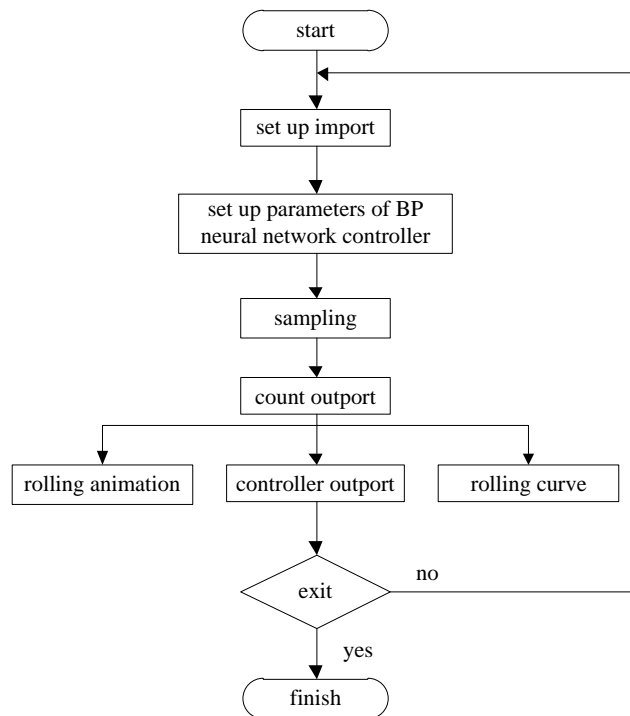 start
set up import
set up parameters of BP
neural network controller
sampling
count outport
rolling animation
controller outport
rolling curve
exit
no
yes
finish